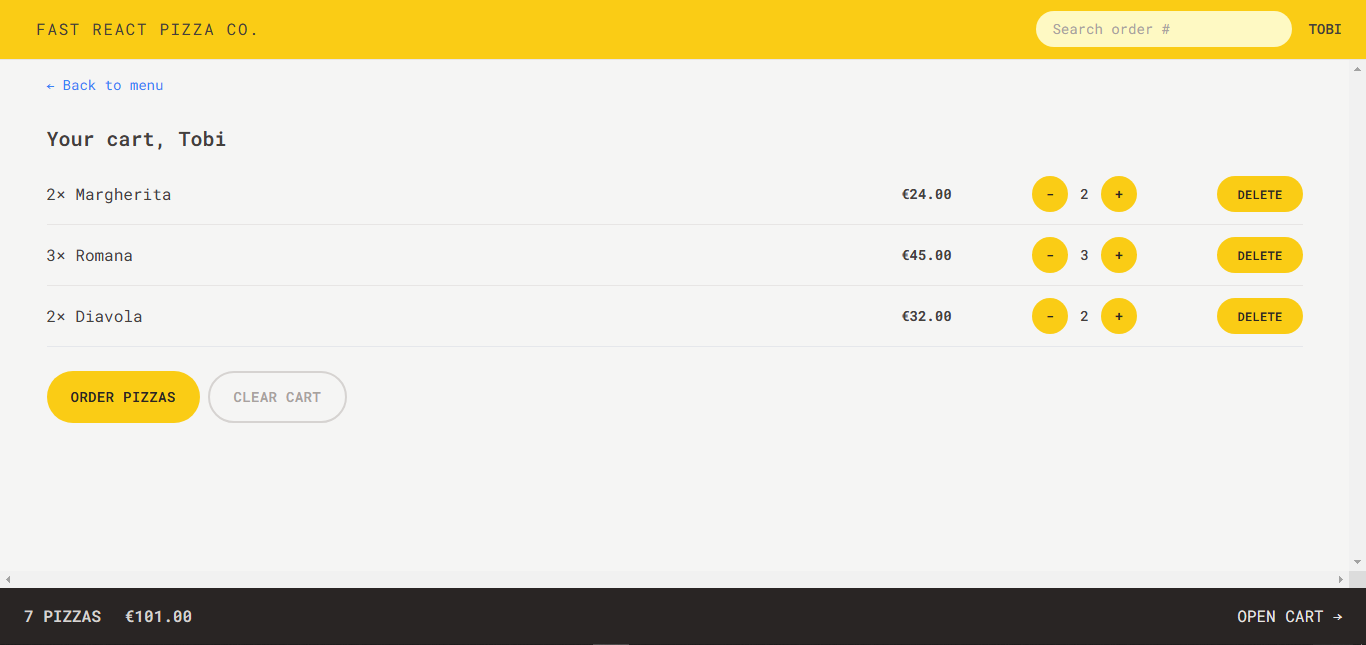 FAST REACT PIZZA CO. Search order # TOBI
← Back to menu
Your cart, Tobi
2× Margherita €24.00 - 2 + DELETE
3× Romana €45.00 - 3 + DELETE
2× Diavola €32.00 - 2 + DELETE
ORDER PIZZAS CLEAR CART
7 PIZZAS €101.00 OPEN CART →